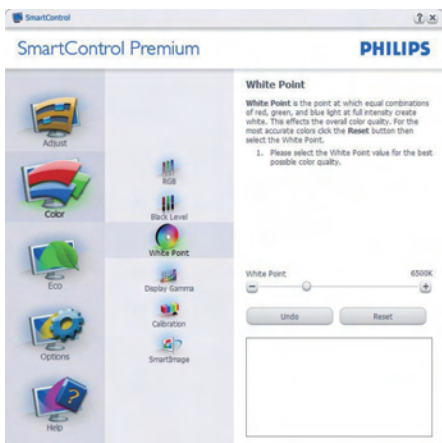 SmartControl
? ×
SmartControl Premium
PHILIPS
Adjust
Color
Eco
Options
Help
RGB
Black Level
White Point
Display Gamma
Calibration
SmartImage
White Point
White Point is the point at which equal combinations
of red, green, and blue light at full intensity create
white. This effects the overall color quality. For the
most accurate colors click the Reset button then
select the White Point.
1. Please select the White Point value for the best
possible color quality.
White Point 6500K
Undo Reset